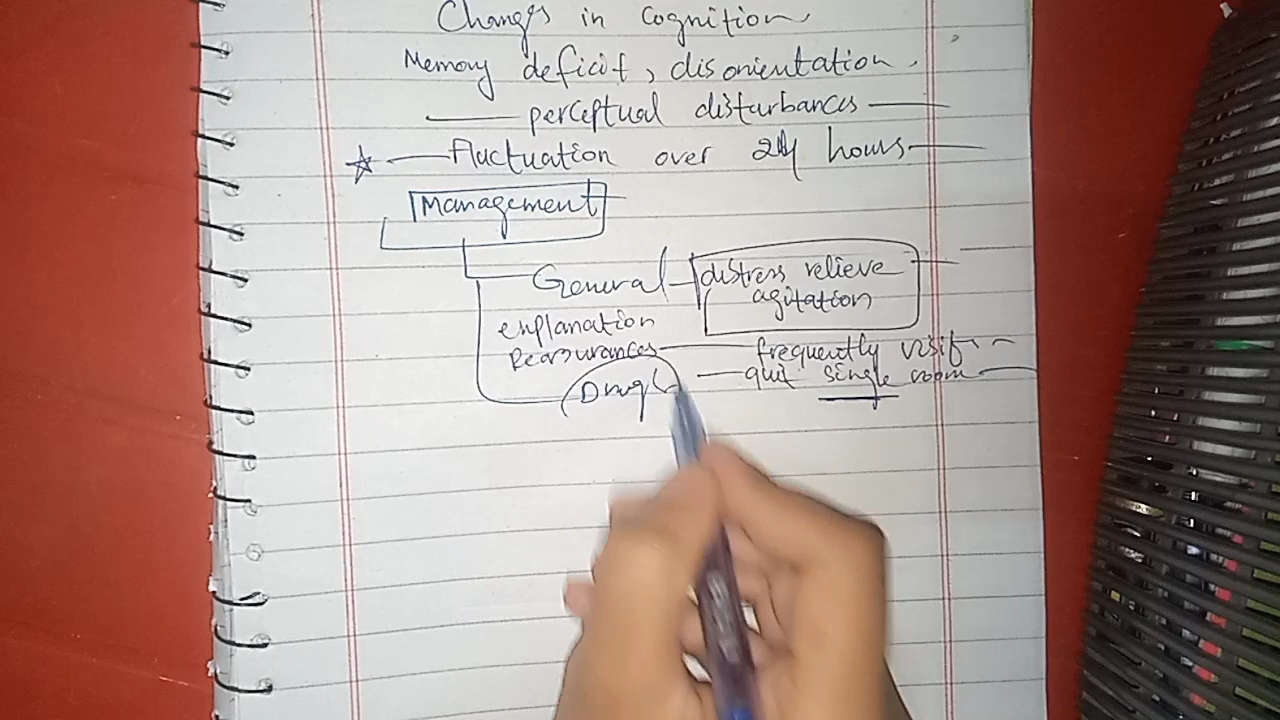 Changes in Cognition,
Memory deficit, disorientation.
perceptual disturbances
Fluctuation over 24 hours
Management
General distress relieve
agitation
explanation
Reassurances frequently visit
quit single room
Drug